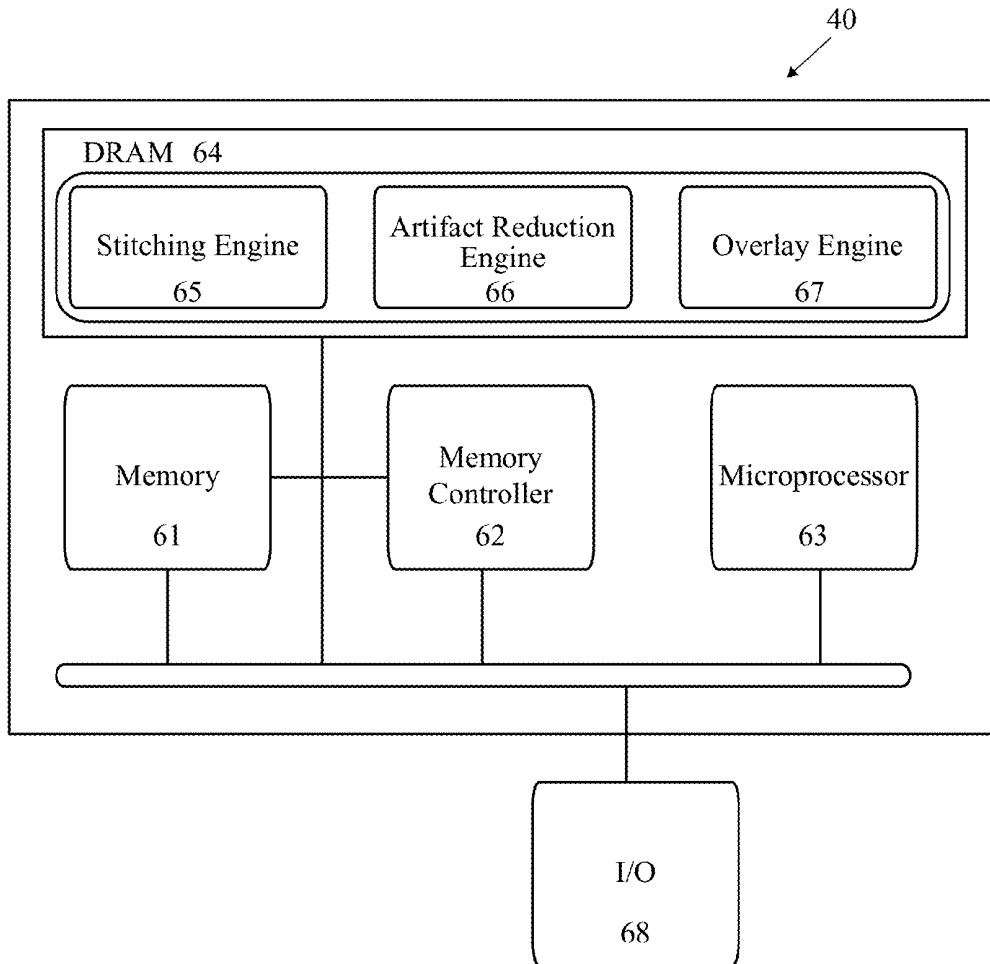 40
DRAM 64
Stitching Engine
65
Artifact Reduction
Engine
66
Overlay Engine
67
Memory
61
Memory
Controller
62
Microprocessor
63
I/O
68